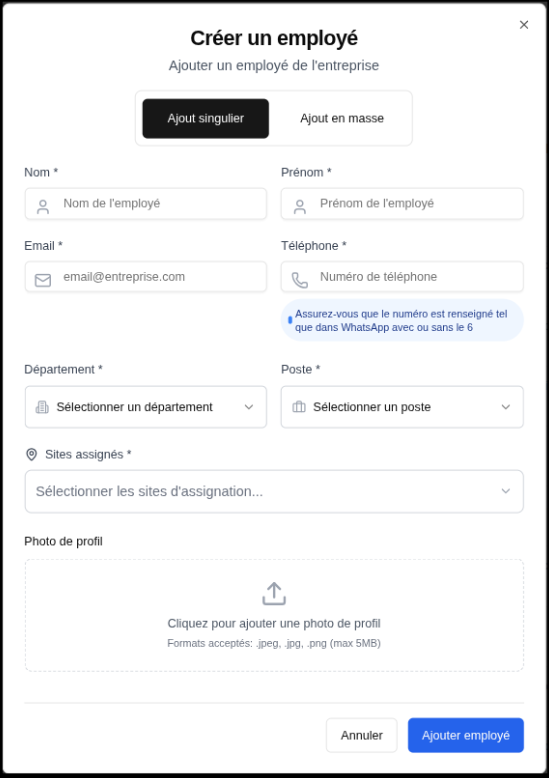 Créer un employé
Ajouter un employé de l'entreprise
Ajout singulier
Ajout en masse
Nom *
Prénom *
Nom de l'employé
Prénom de l'employé
Email *
Téléphone *
email@entreprise.com
Numéro de téléphone
Assurez-vous que le numéro est renseigné tel
que dans WhatsApp avec ou sans le 6
Département *
Poste *
Sélectionner un département
Sélectionner un poste
Sites assignés *
Sélectionner les sites d'assignation...
Photo de profil
Cliquez pour ajouter une photo de profil
Formats acceptés: .jpeg, .jpg, .png (max 5MB)
Annuler
Ajouter employé